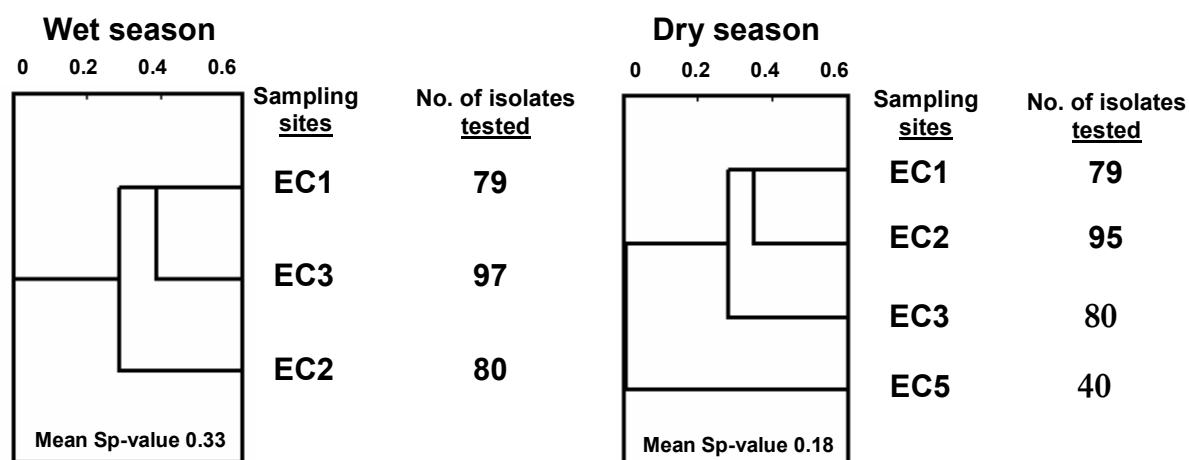 Wet season
0 0.2 0.4 0.6
Sampling sites
No. of isolates tested
EC1 79
EC3 97
EC2 80
Mean Sp-value 0.33
Dry season
0 0.2 0.4 0.6
Sampling sites
No. of isolates tested
EC1 79
EC2 95
EC3 80
EC5 40
Mean Sp-value 0.18